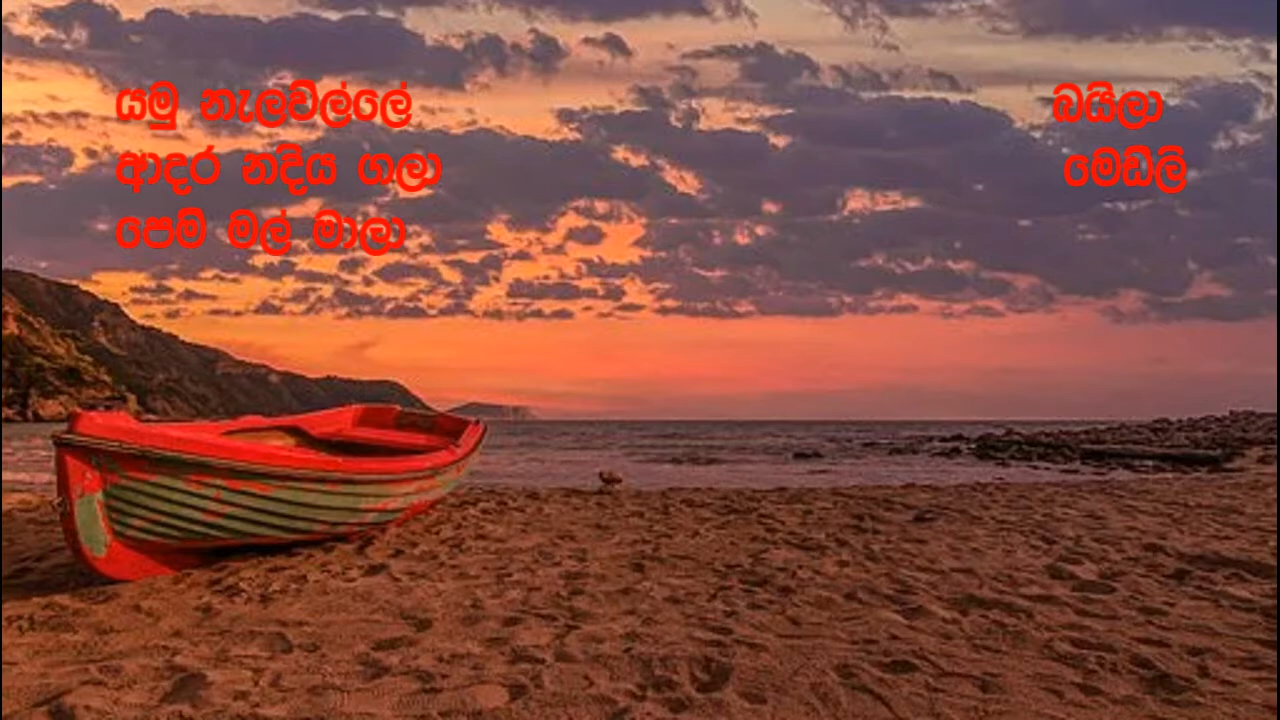 යමු නැලවිල්ලේ
ආදර නදිය ගලා
පෙම් මල් මාලා
බයිලා
මෙඩ්ලි